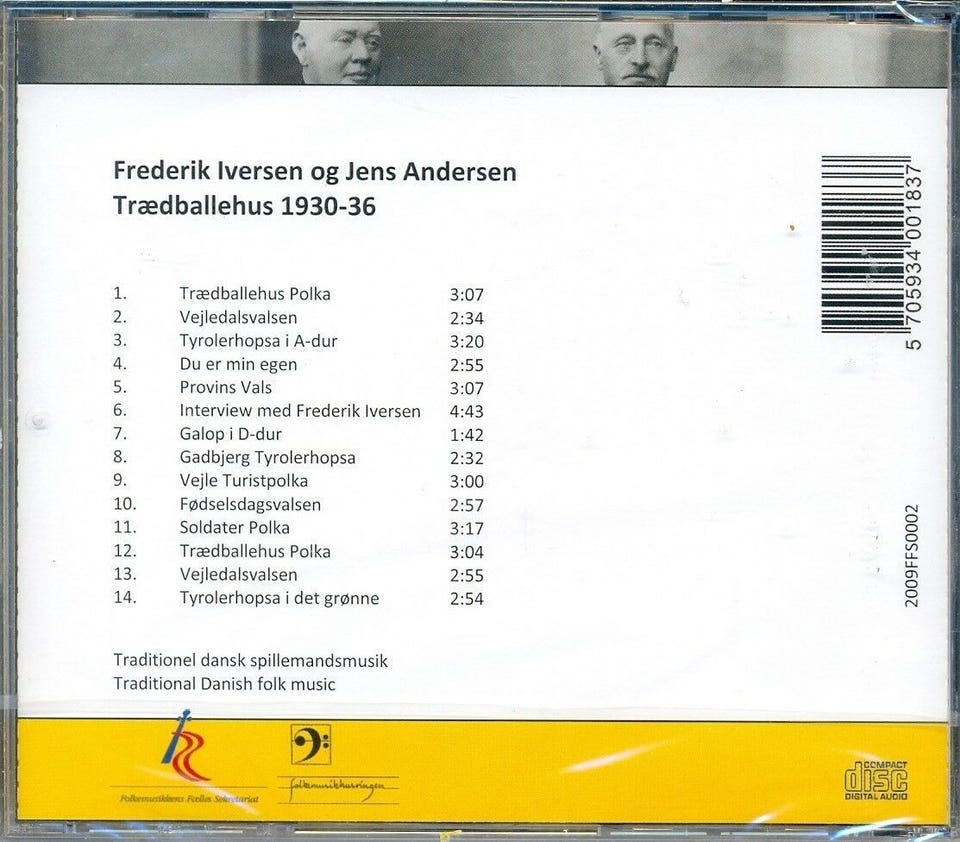 Frederik Iversen og Jens Andersen
Trædballehus 1930-36
1. Trædballehus Polka 3:07
2. Vejledalsvalsen 2:34
3. Tyrolerhopsa i A-dur 3:20
4. Du er min egen 2:55
5. Provins Vals 3:07
6. Interview med Frederik Iversen 4:43
7. Galop i D-dur 1:42
8. Gadbjerg Tyrolerhopsa 2:32
9. Vejle Turistpolka 3:00
10. Fødselsdagsvalsen 2:57
11. Soldater Polka 3:17
12. Trædballehus Polka 3:04
13. Vejledalsvalsen 2:55
14. Tyrolerhopsa i det grønne 2:54
Traditionel dansk spillemandsmusik
Traditional Danish folk music
5 705934 001837
2009FFS0002
Folkemusikkens Fælles Sekretariat
folkemusikhusringen
COMPACT
disc
DIGITAL AUDIO